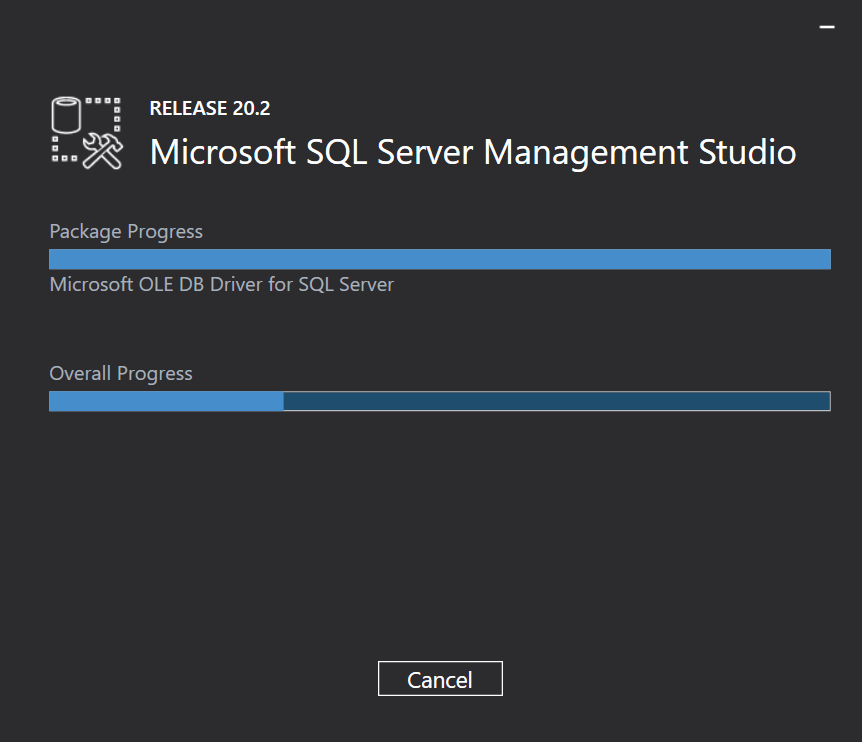 RELEASE 20.2
Microsoft SQL Server Management Studio
Package Progress
Microsoft OLE DB Driver for SQL Server
Overall Progress
Cancel